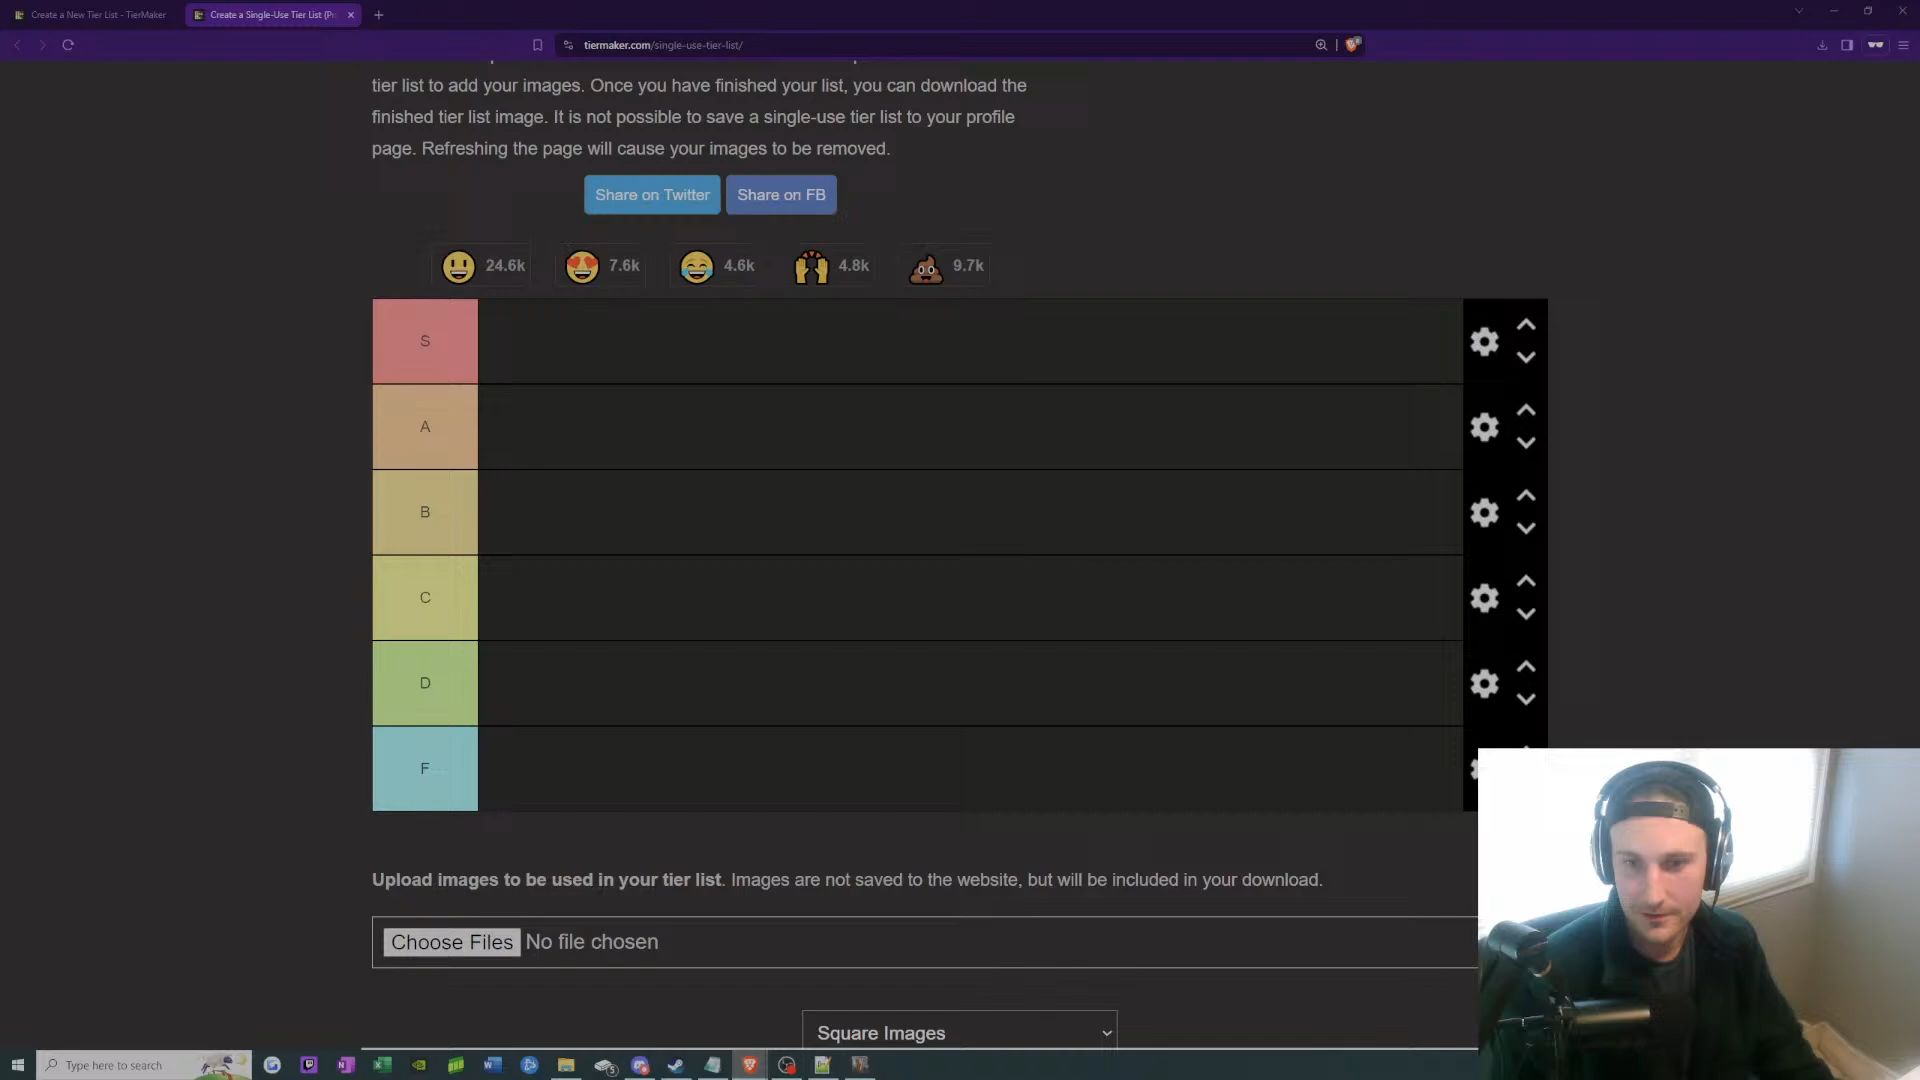 Create a New Tier List - TierMaker
Create a Single-Use Tier List (Pr
tiermaker.com/single-use-tier-list/
tier list to add your images. Once you have finished your list, you can download the
finished tier list image. It is not possible to save a single-use tier list to your profile
page. Refreshing the page will cause your images to be removed.
Share on Twitter Share on FB
24.6k 7.6k 4.6k 4.8k 9.7k
S
A
B
C
D
F
Upload images to be used in your tier list. Images are not saved to the website, but will be included in your download.
Choose Files No file chosen
Square Images
Type here to search